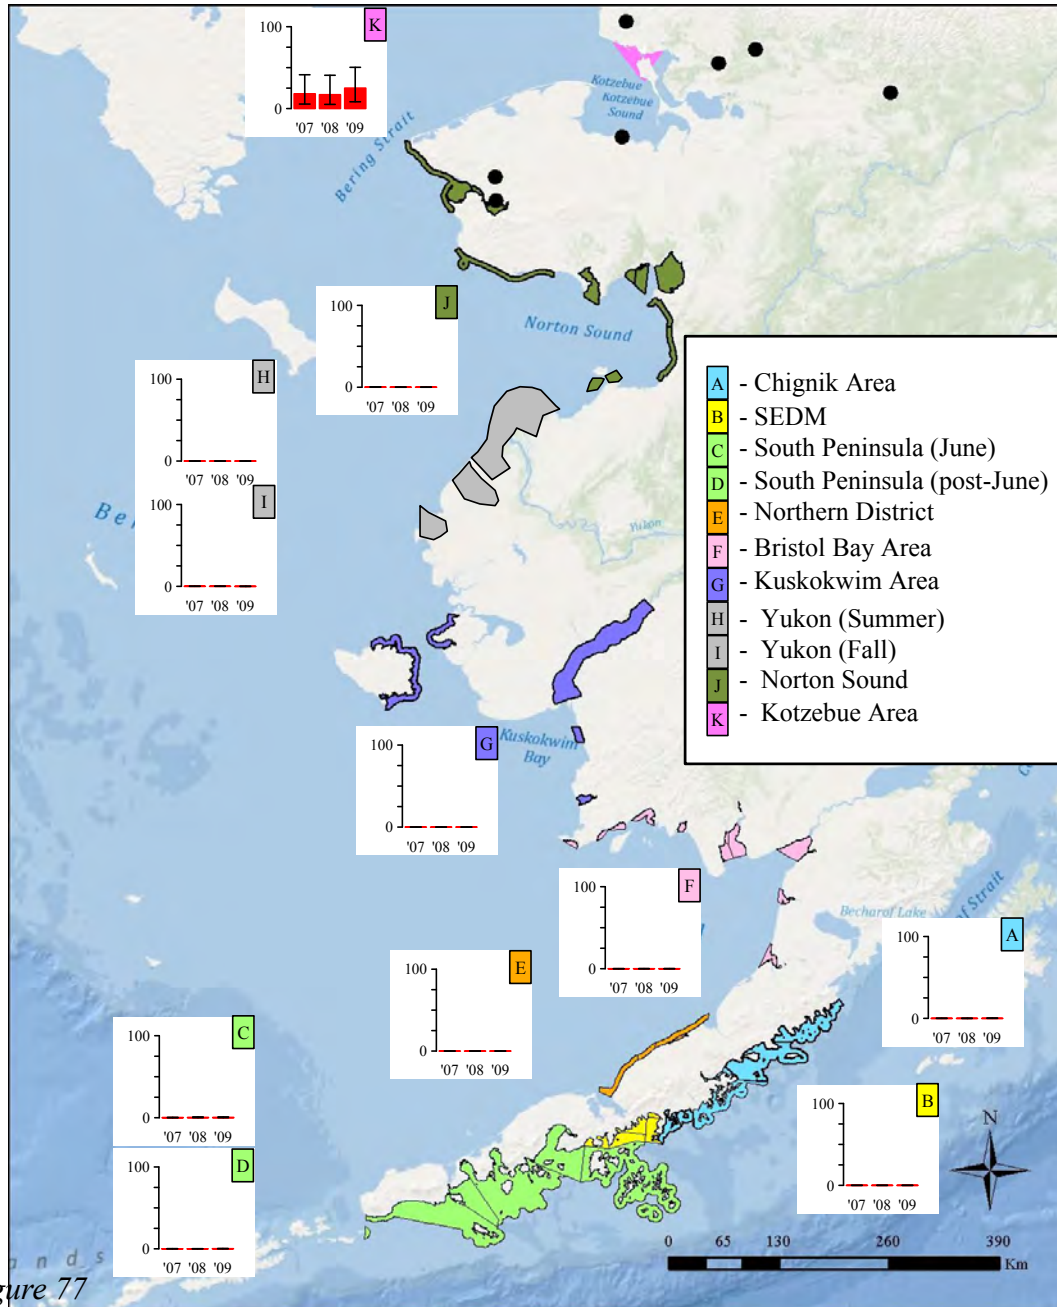 K
100
0
'07 '08 '09
Kotzebue
Kotzebue
Sound
Bering Strait
J
100
0
'07 '08 '09
Norton Sound
H
100
0
'07 '08 '09
I
100
0
'07 '08 '09
Ber
A - Chignik Area
B - SEDM
C - South Peninsula (June)
D - South Peninsula (post-June)
E - Northern District
F - Bristol Bay Area
G - Kuskokwim Area
H - Yukon (Summer)
I - Yukon (Fall)
J - Norton Sound
K - Kotzebue Area
Yukon
G
100
0
'07 '08 '09
Kuskokwim
Bay
F
100
0
'07 '08 '09
Becharof Lake
of Strait
A
100
0
'07 '08 '09
E
100
0
'07 '08 '09
C
100
0
'07 '08 '09
D
100
0
'07 '08 '09
B
100
0
'07 '08 '09
N
0 65 130 260 390
Km
ands
gure 77